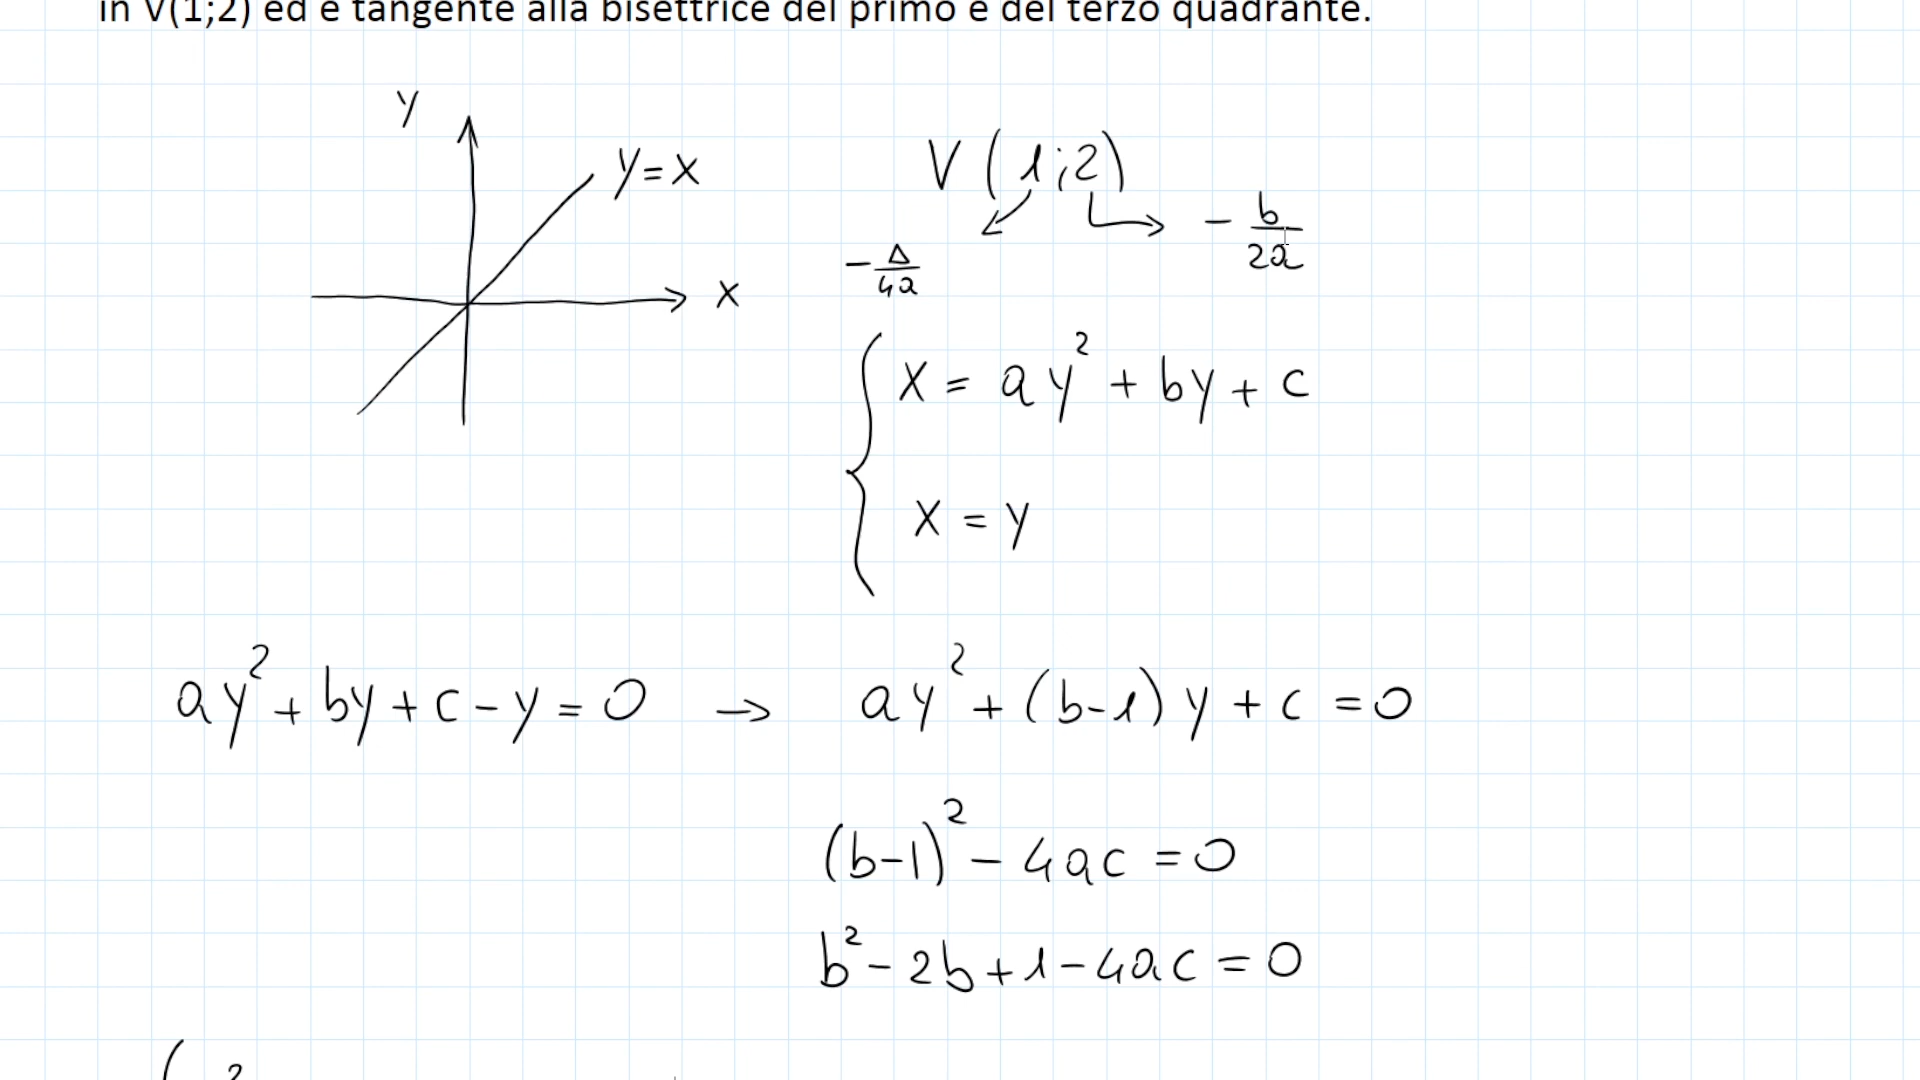 in V(1;2) ed è tangente alla bisettrice del primo e del terzo quadrante.
y
y=x
x
V(1;2)
-Δ/4a
-b/2a
x = ay² + by + c
x = y
ay² + by + c - y = 0 → ay² + (b-1)y + c = 0
(b-1)² - 4ac = 0
b² - 2b + 1 - 4ac = 0